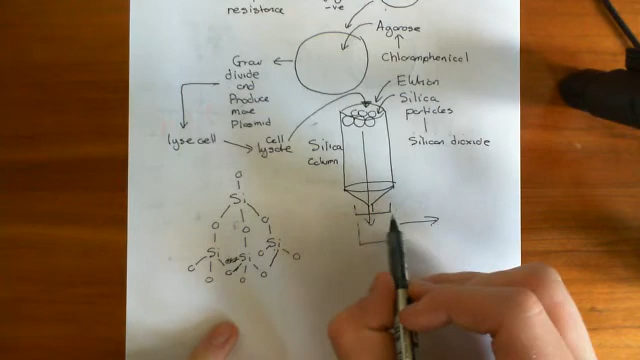 resistance
-ve
Agarose
Chloramphenicol
Grow
divide
and
Produce
more
Plasmid
Elution
Silica
particles
lyse cell
cell
lysate
Silica
column
Silicon dioxide
O
Si
O
O
O
Si
Si
Si
O
O
O
O
O
O
O